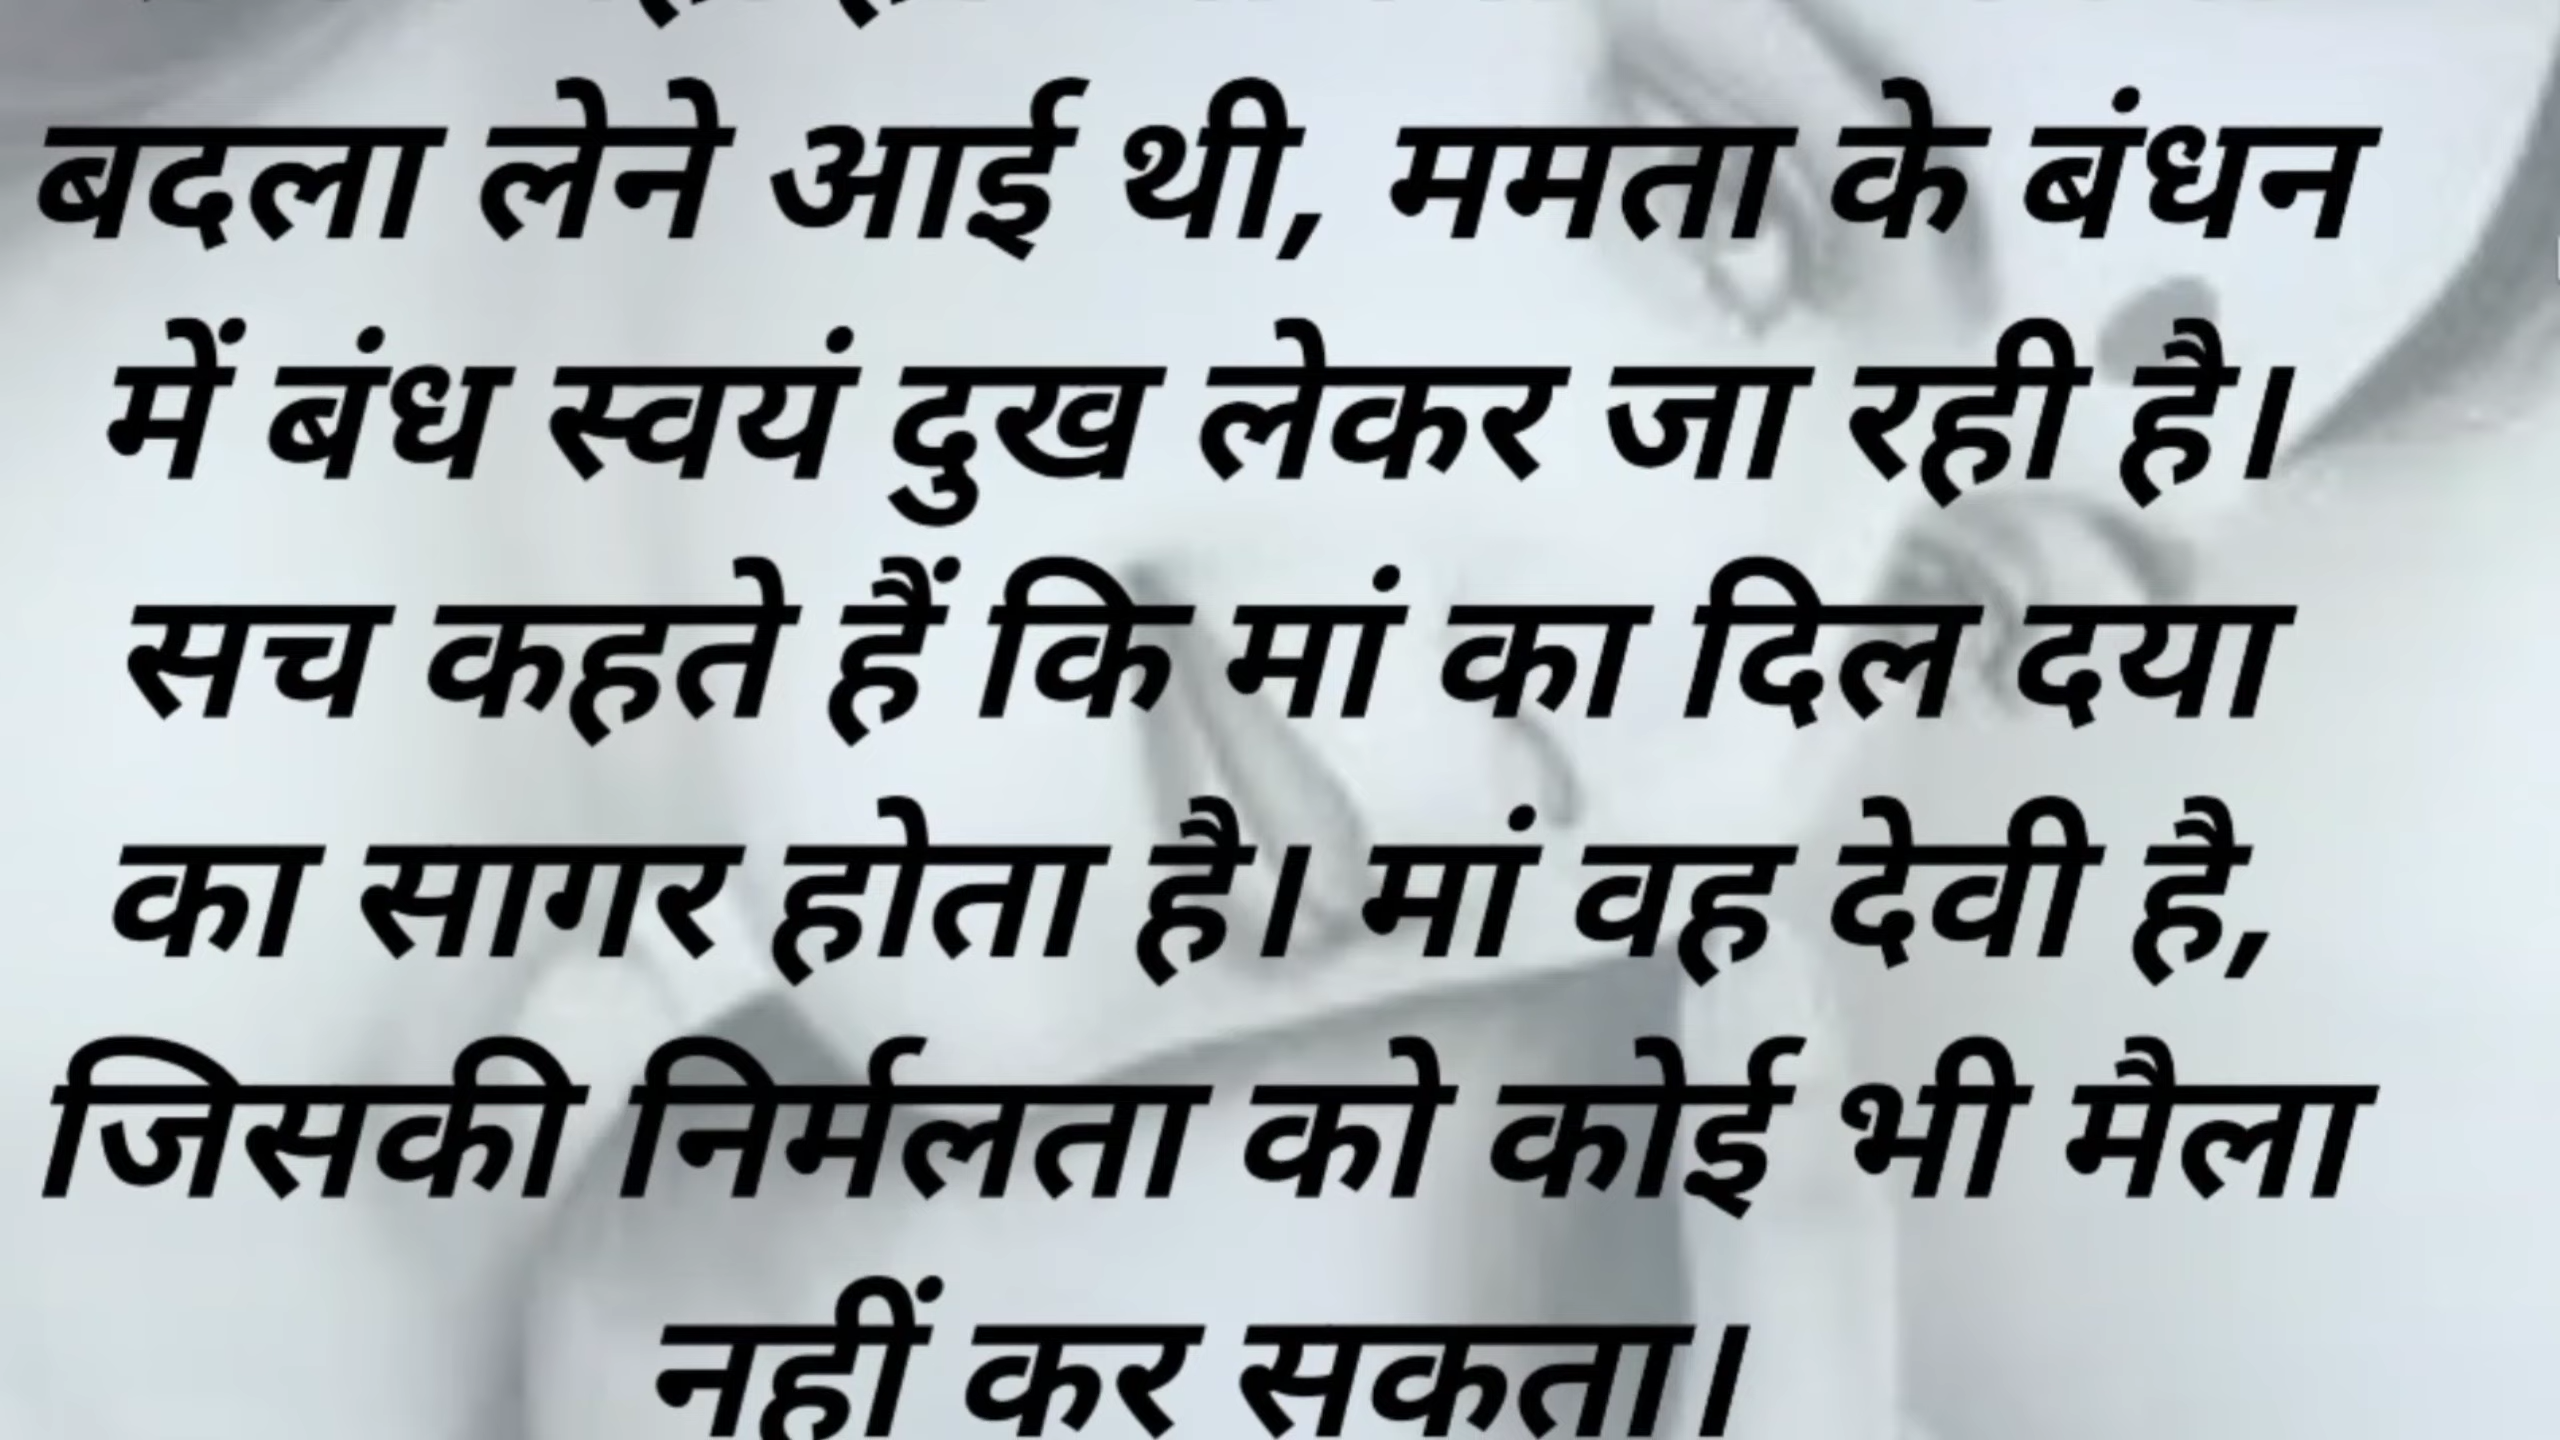 बदला लेने आई थी, ममता के बंधन
में बंध स्वयं दुख लेकर जा रही है।
सच कहते हैं कि मां का दिल दया
का सागर होता है। मां वह देवी है,
जिसकी निर्मलता को कोई भी मैला
नहीं कर सकता।